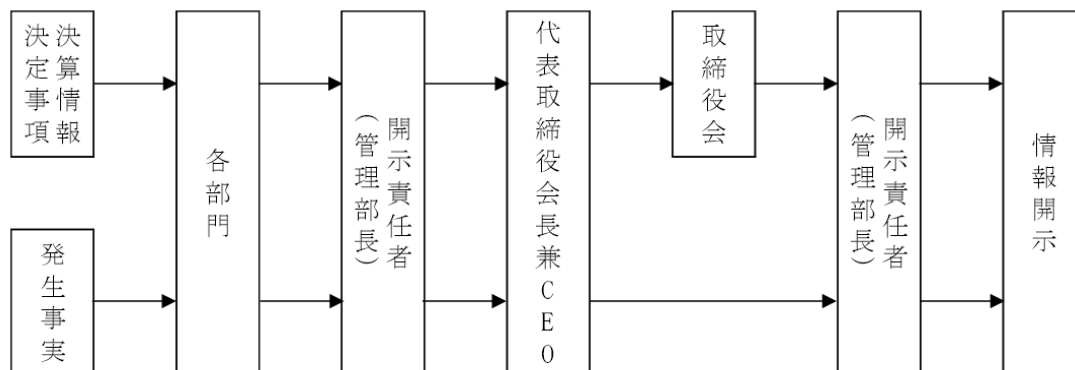 決算情報
決定事項
発生事実
各部門
開示責任者
(管理部長)
代表取締役会長兼CEO
取締役会
開示責任者
(管理部長)
情報開示